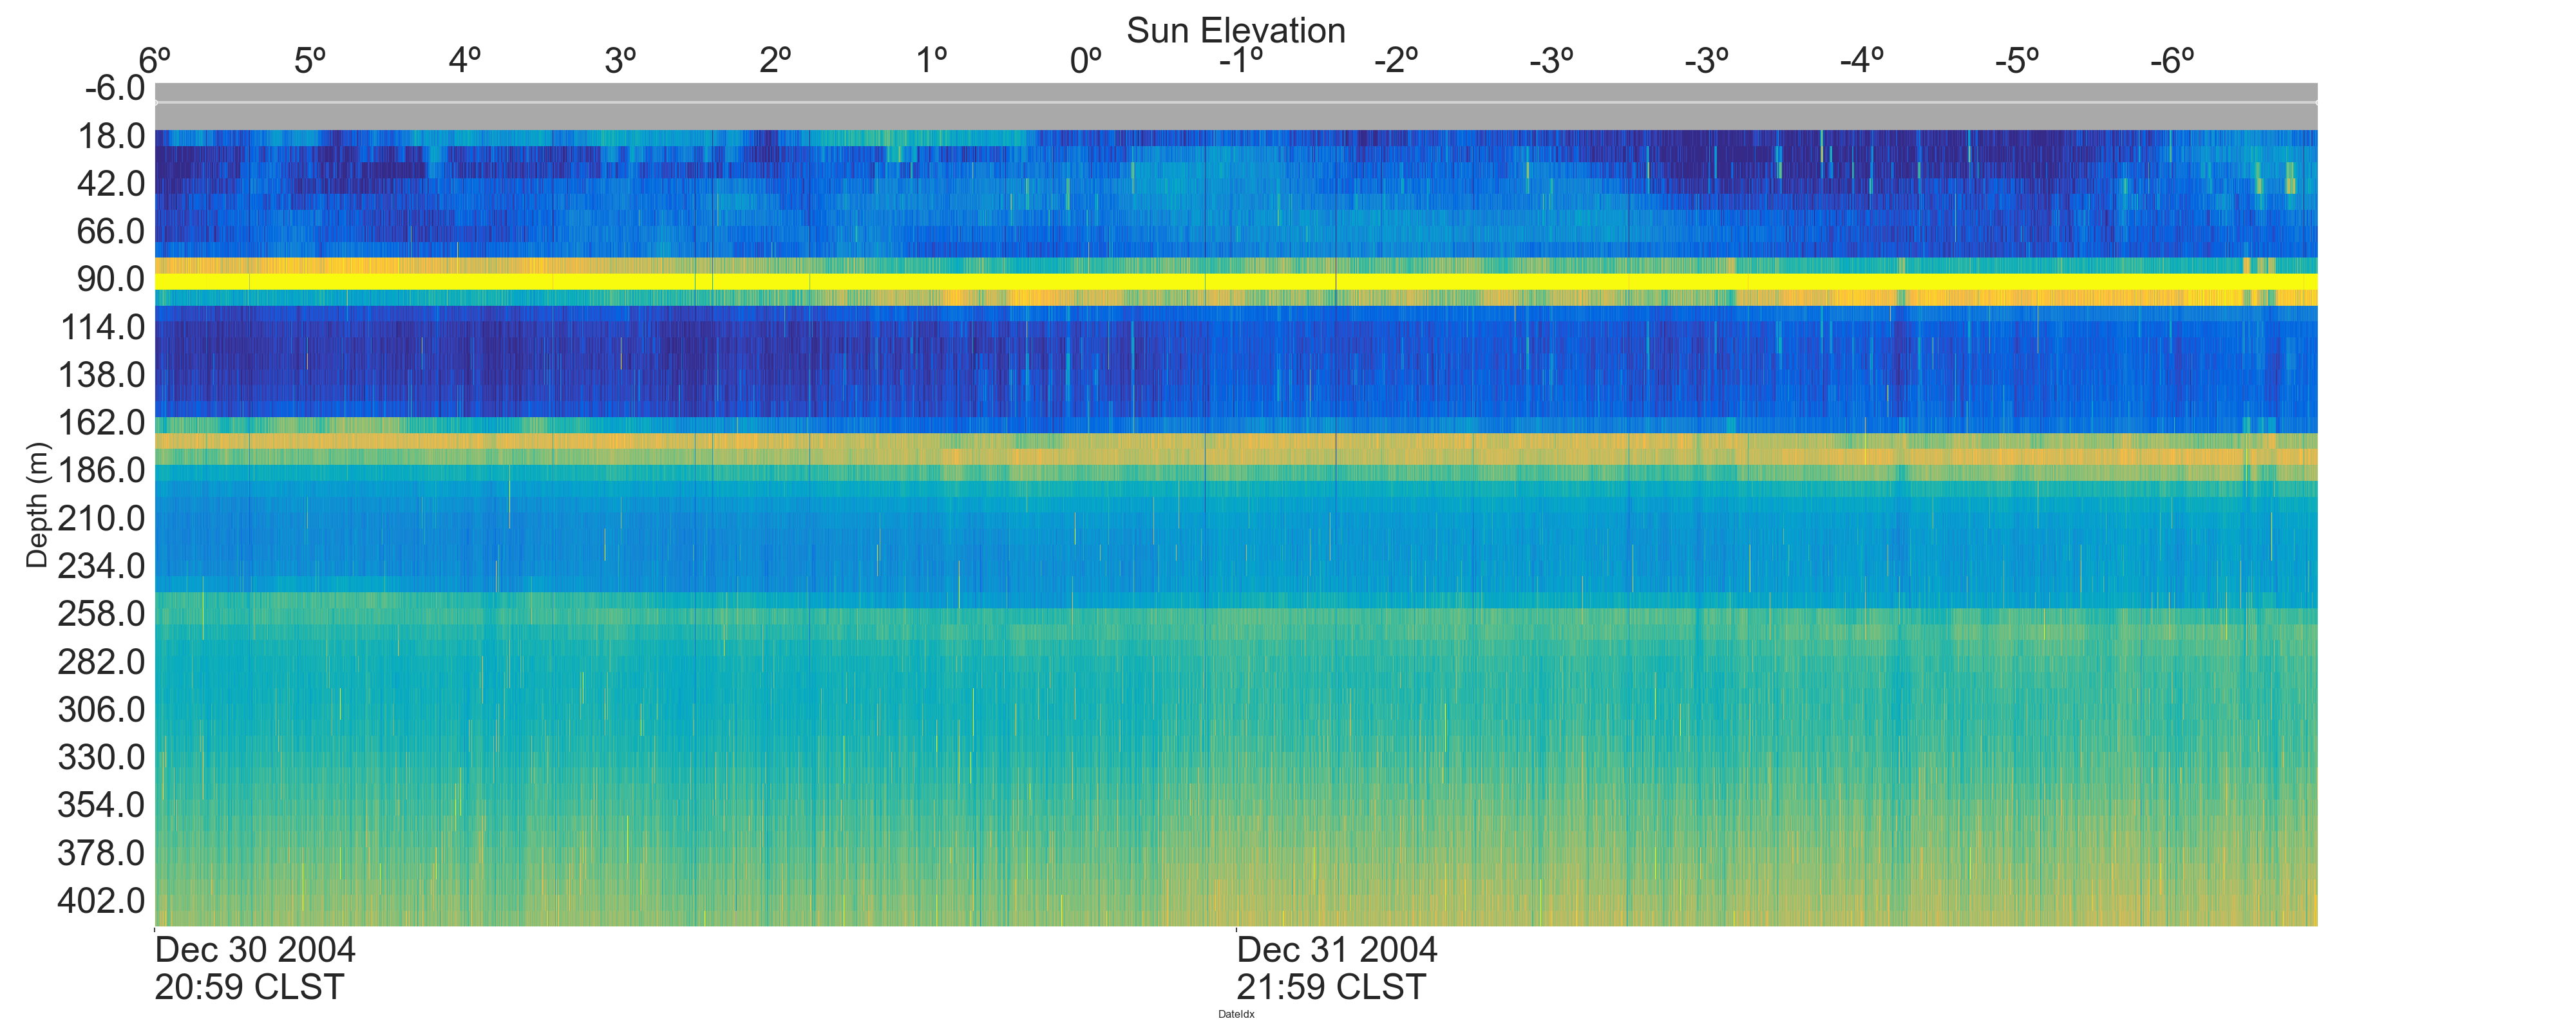 Sun Elevation
6º 5º 4º 3º 2º 1º 0º -1º -2º -3º -3º -4º -5º -6º
-6.0
18.0
42.0
66.0
90.0
114.0
138.0
162.0
186.0
210.0
234.0
258.0
282.0
306.0
330.0
354.0
378.0
402.0
Depth (m)
Dec 30 2004
20:59 CLST
Dec 31 2004
21:59 CLST
DateIdx